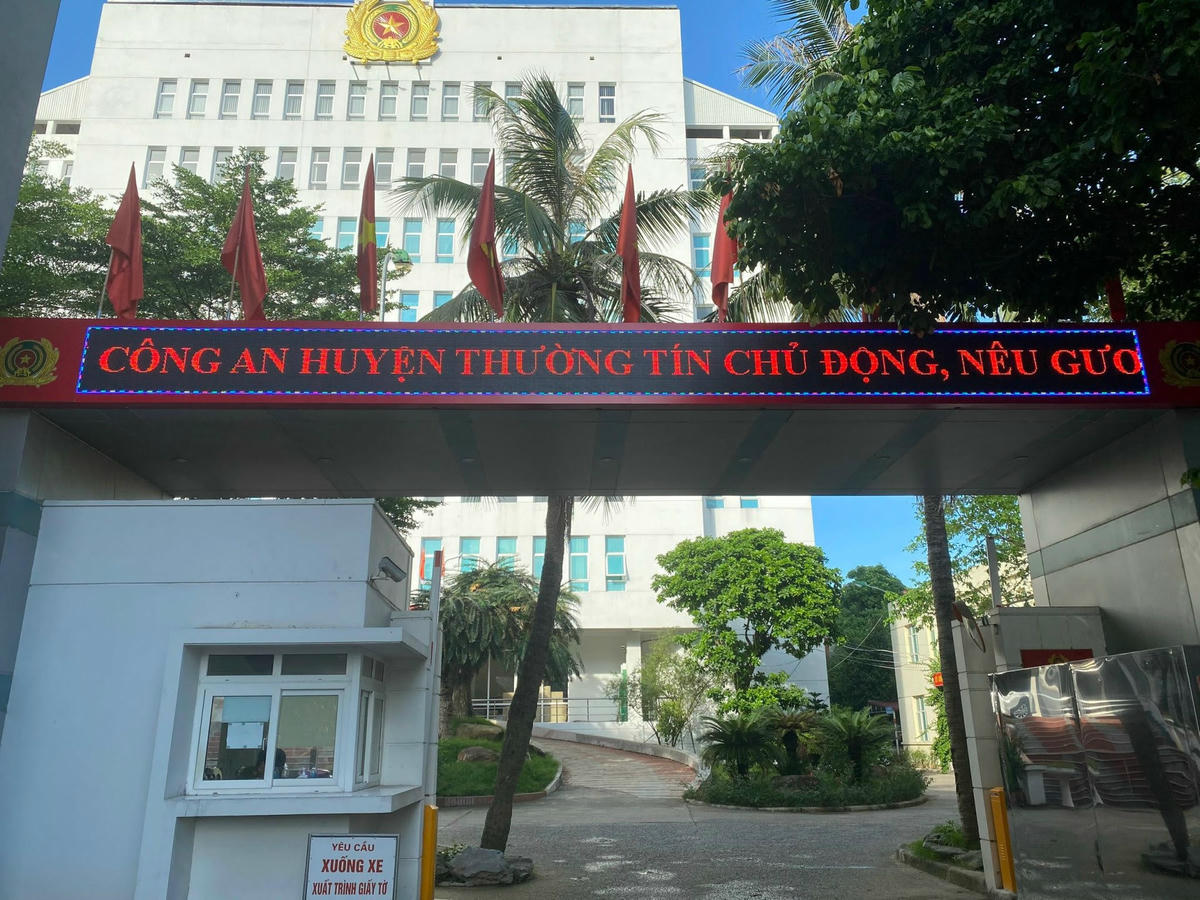 CÔNG AN HUYỆN THƯỜNG TÍN CHỦ ĐỘNG, NÊU GƯƠ
YÊU CẦU
XUỐNG XE
XUẤT TRÌNH GIẤY TỜ